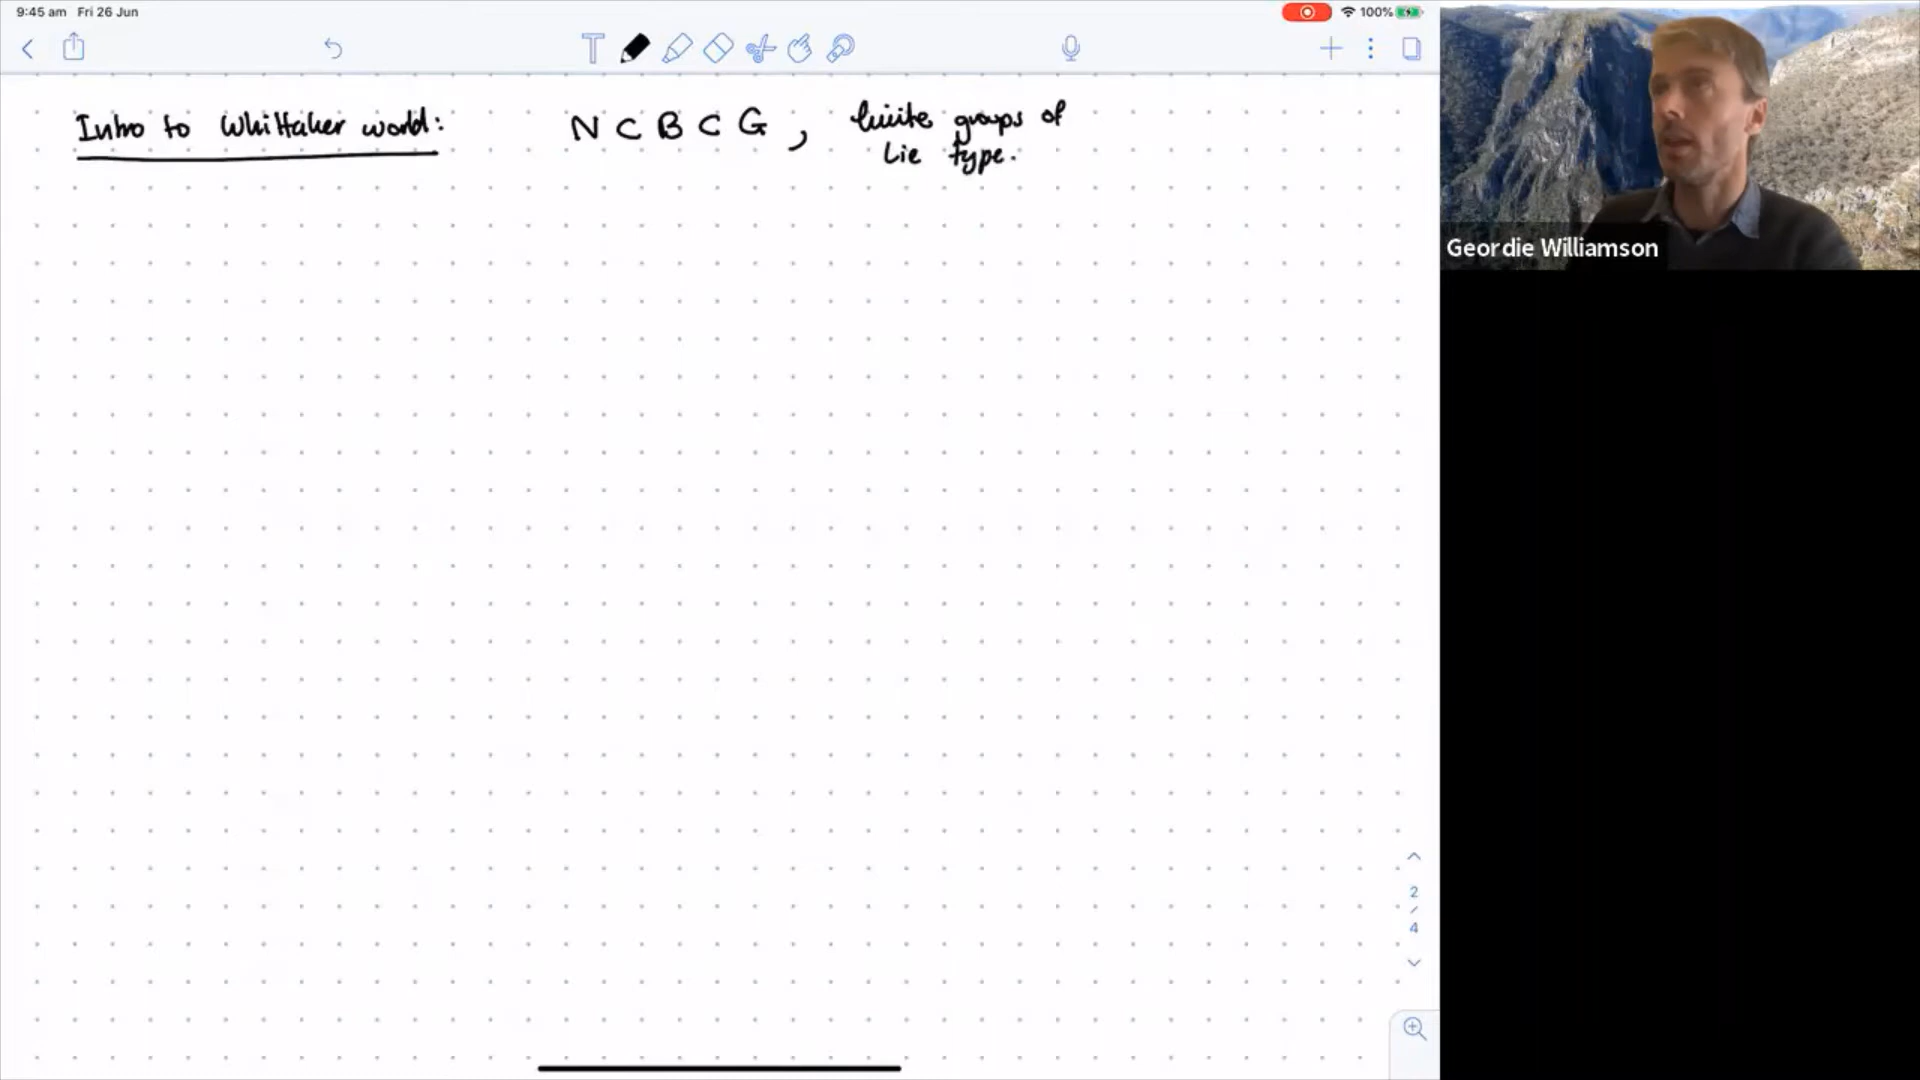 9:45 am Fri 26 Jun
100%
Intro to Whittaker world:
N ⊂ B ⊂ G , finite groups of
Lie type.
Geordie Williamson
2
/
4